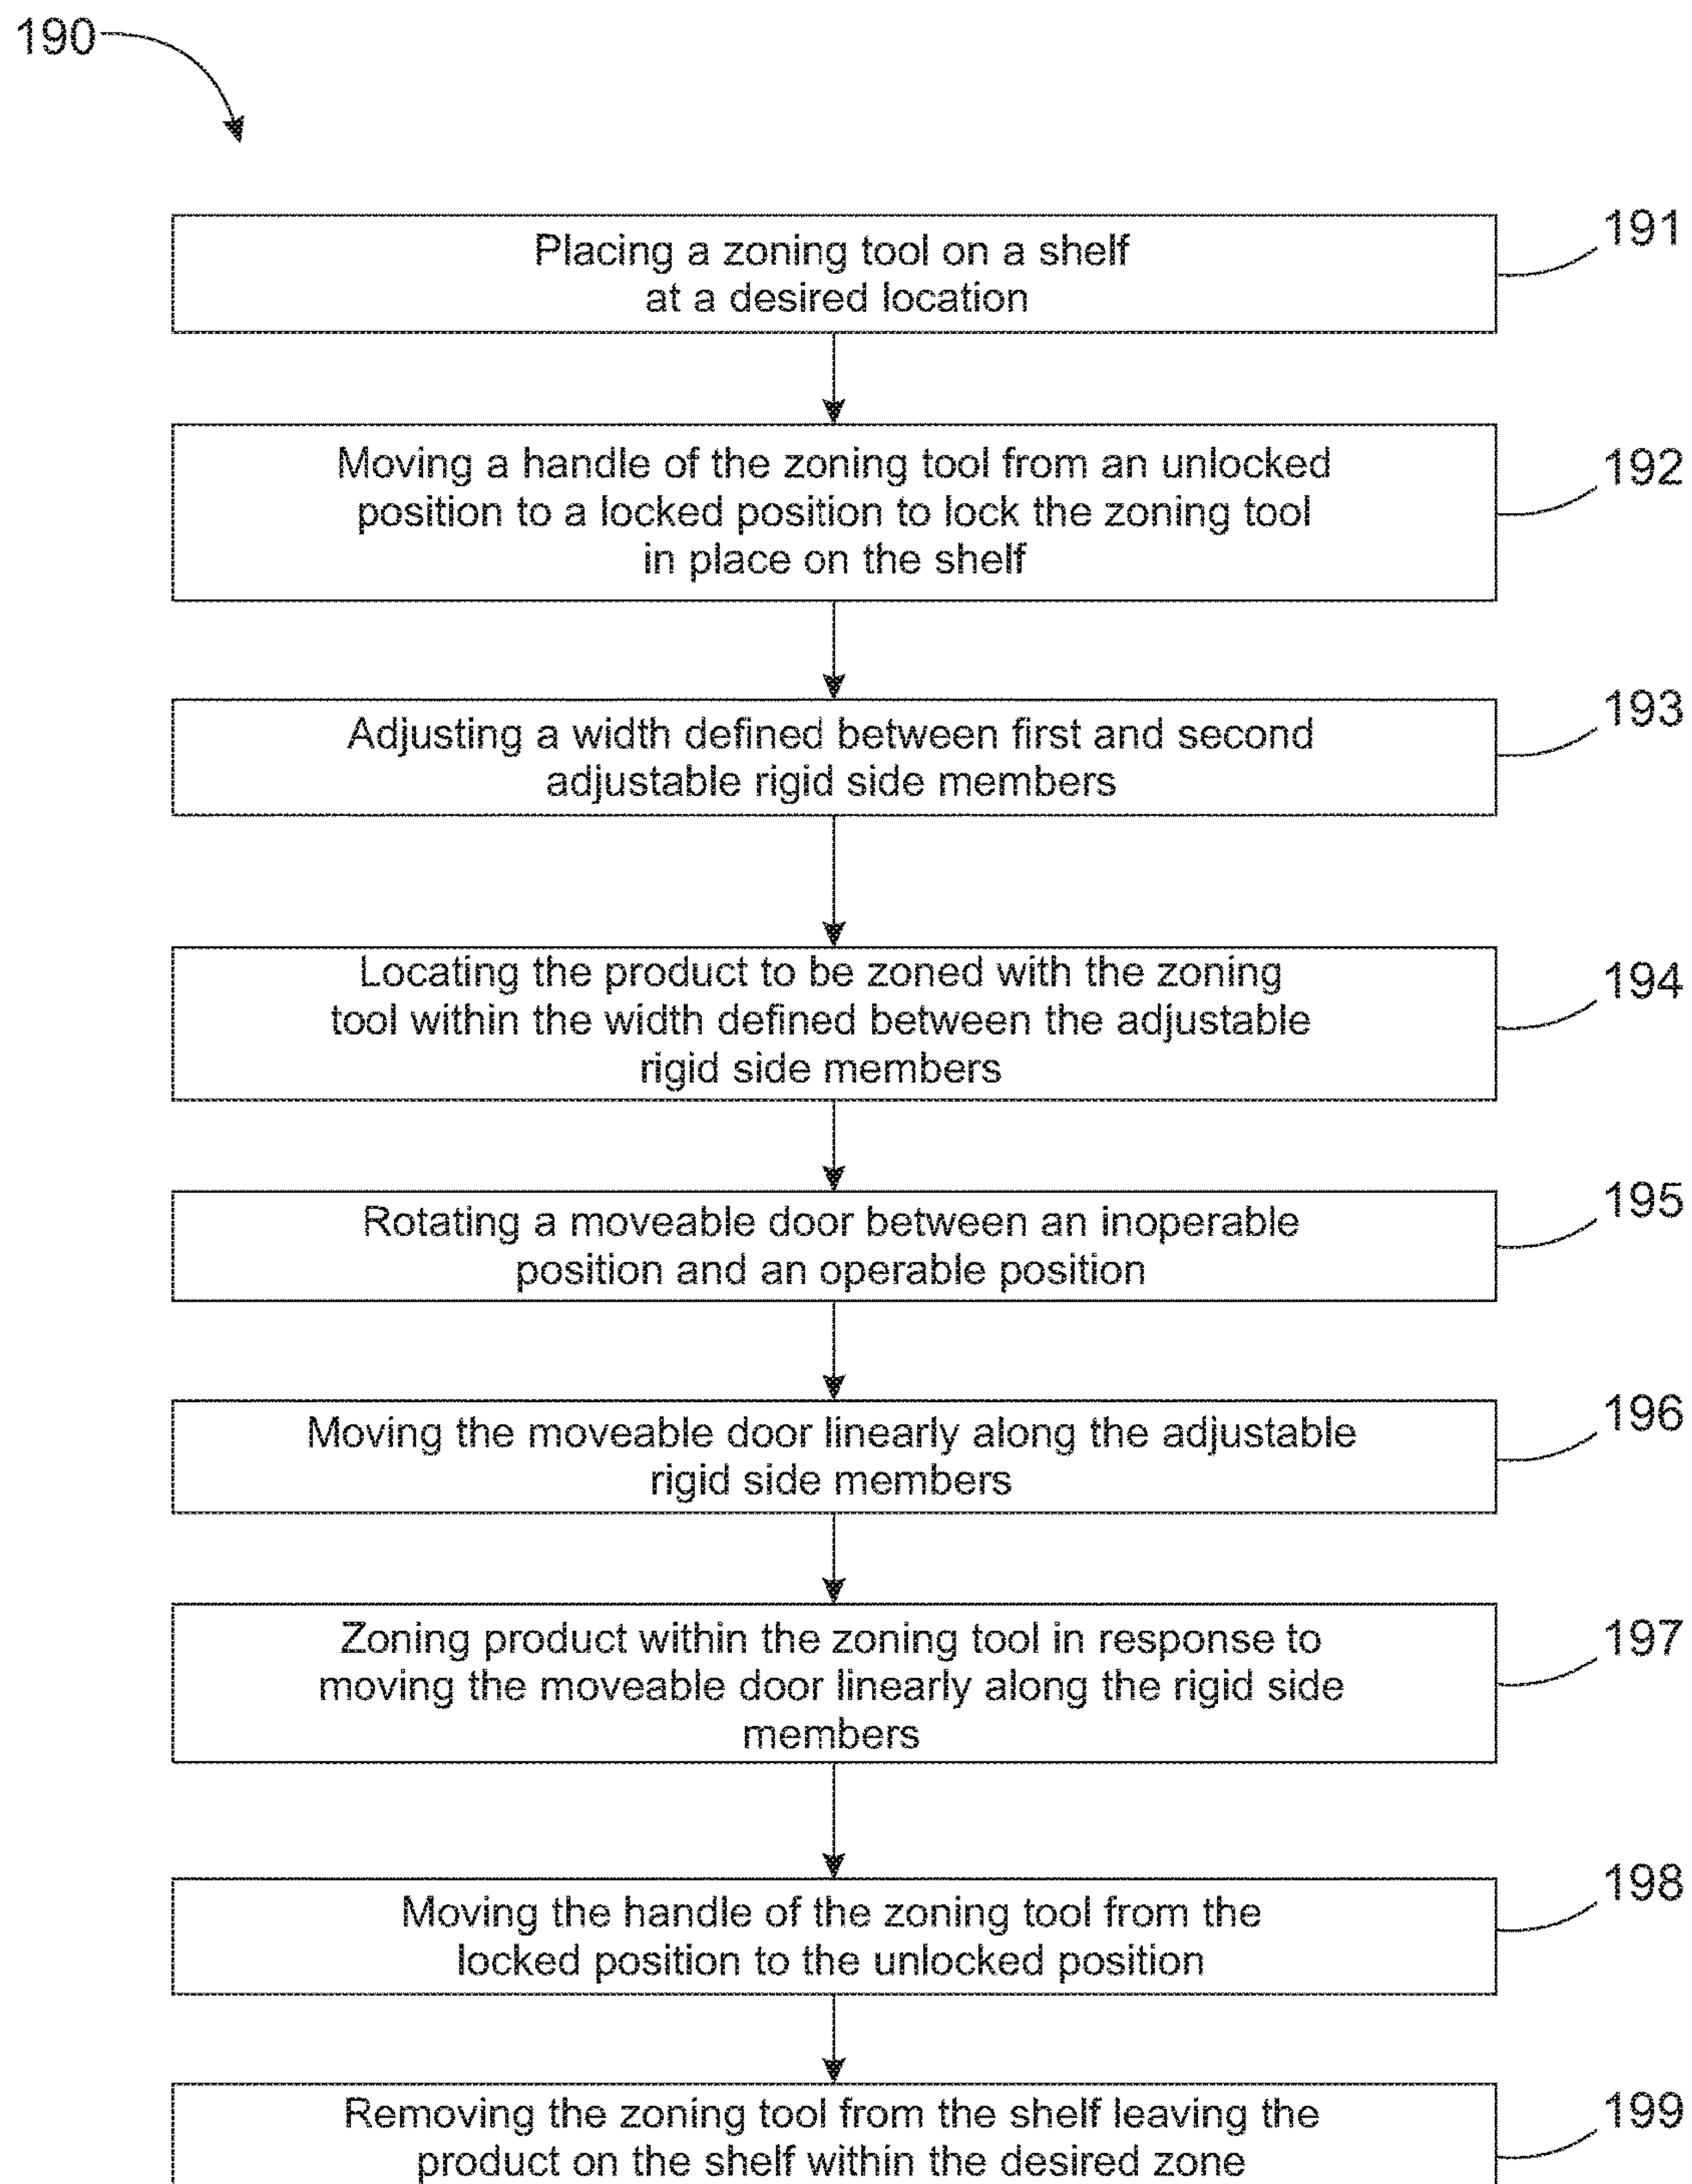 190
Placing a zoning tool on a shelf
at a desired location
191
Moving a handle of the zoning tool from an unlocked
position to a locked position to lock the zoning tool
in place on the shelf
192
Adjusting a width defined between first and second
adjustable rigid side members
193
Locating the product to be zoned with the zoning
tool within the width defined between the adjustable
rigid side members
194
Rotating a moveable door between an inoperable
position and an operable position
195
Moving the moveable door linearly along the adjustable
rigid side members
196
Zoning product within the zoning tool in response to
moving the moveable door linearly along the rigid side
members
197
Moving the handle of the zoning tool from the
locked position to the unlocked position
198
Removing the zoning tool from the shelf leaving the
product on the shelf within the desired zone
199